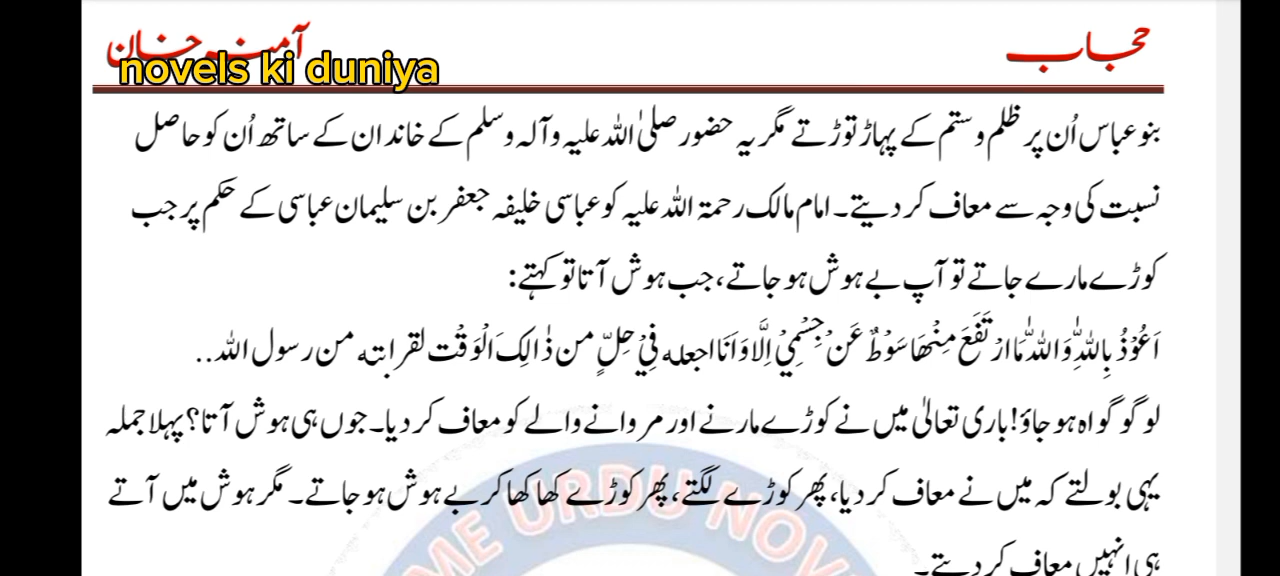 حجاب
آمنہ خان
novels ki duniya
بنو عباس اُن پر ظلم و ستم کے پہاڑ توڑتے مگر یہ حضور صلی اللہ علیہ وآلہ وسلم کے خاندان کے ساتھ اُن کو حاصل
نسبت کی وجہ سے معاف کر دیتے۔ امام مالک رحمۃ اللہ علیہ کو عباسی خلیفہ جعفر بن سلیمان عباسی کے حکم پر جب
کوڑے مارے جاتے تو آپ بے ہوش ہو جاتے، جب ہوش آتا تو کہتے:
اَعُوْذُ بِاللّٰهِ وَاللّٰهُ مَا ارْتَفَعَ مِنْهَا سَوْطٌ عَنْ جِسْمِيْ اِلَّا وَاَنَا اجعله فِيْ حِلٍّ من ذٰالِكَ الْوَقْت لقرابته من رسول الله..
لوگو گواہ ہو جاؤ! باری تعالیٰ میں نے کوڑے مارنے اور مروانے والے کو معاف کر دیا۔ جوں ہی ہوش آتا؟ پہلا جملہ
یہی بولتے کہ میں نے معاف کر دیا، پھر کوڑے لگتے، پھر کوڑے کھا کھا کر بے ہوش ہو جاتے۔ مگر ہوش میں آتے
ہی انہیں معاف کر دیتے۔
ME URDU NOV